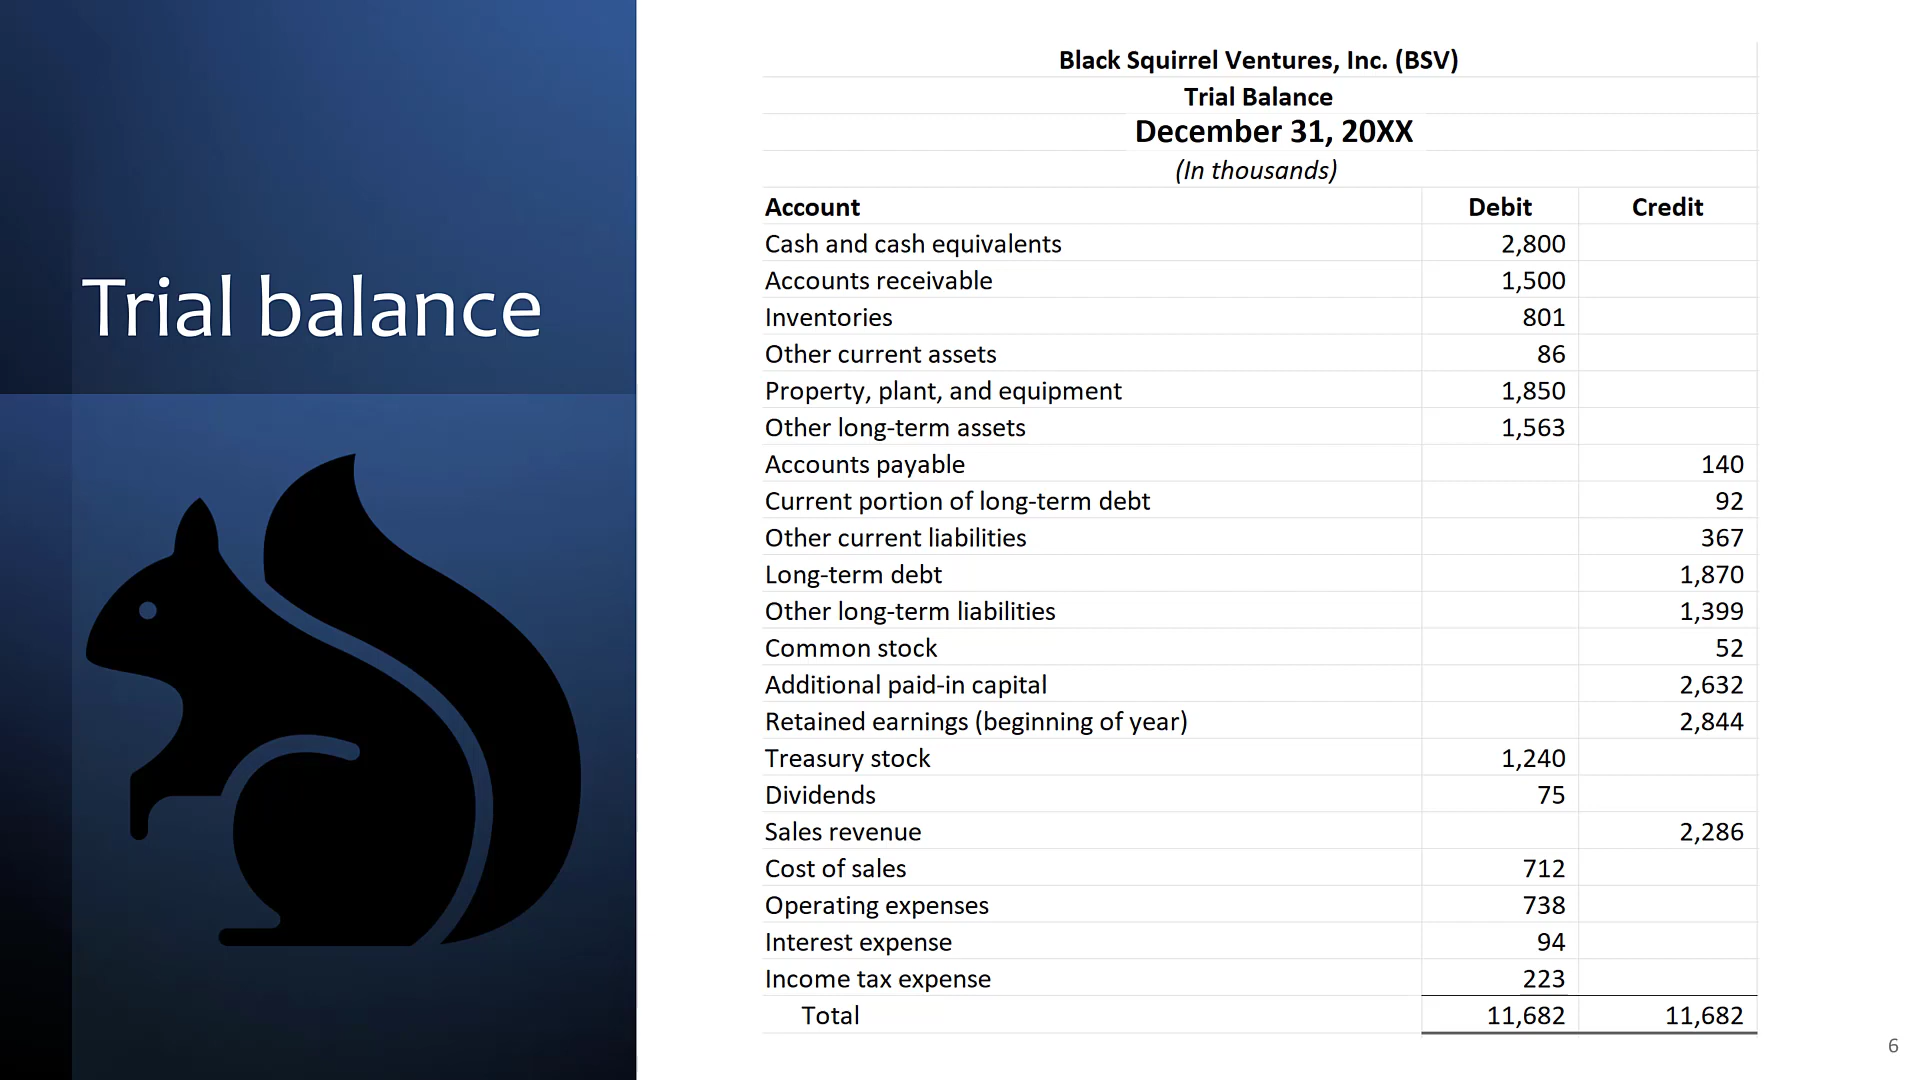 Trial balance
Black Squirrel Ventures, Inc. (BSV)
Trial Balance
December 31, 20XX
(In thousands)
Account Debit Credit
Cash and cash equivalents 2,800
Accounts receivable 1,500
Inventories 801
Other current assets 86
Property, plant, and equipment 1,850
Other long-term assets 1,563
Accounts payable 140
Current portion of long-term debt 92
Other current liabilities 367
Long-term debt 1,870
Other long-term liabilities 1,399
Common stock 52
Additional paid-in capital 2,632
Retained earnings (beginning of year) 2,844
Treasury stock 1,240
Dividends 75
Sales revenue 2,286
Cost of sales 712
Operating expenses 738
Interest expense 94
Income tax expense 223
Total 11,682 11,682
6